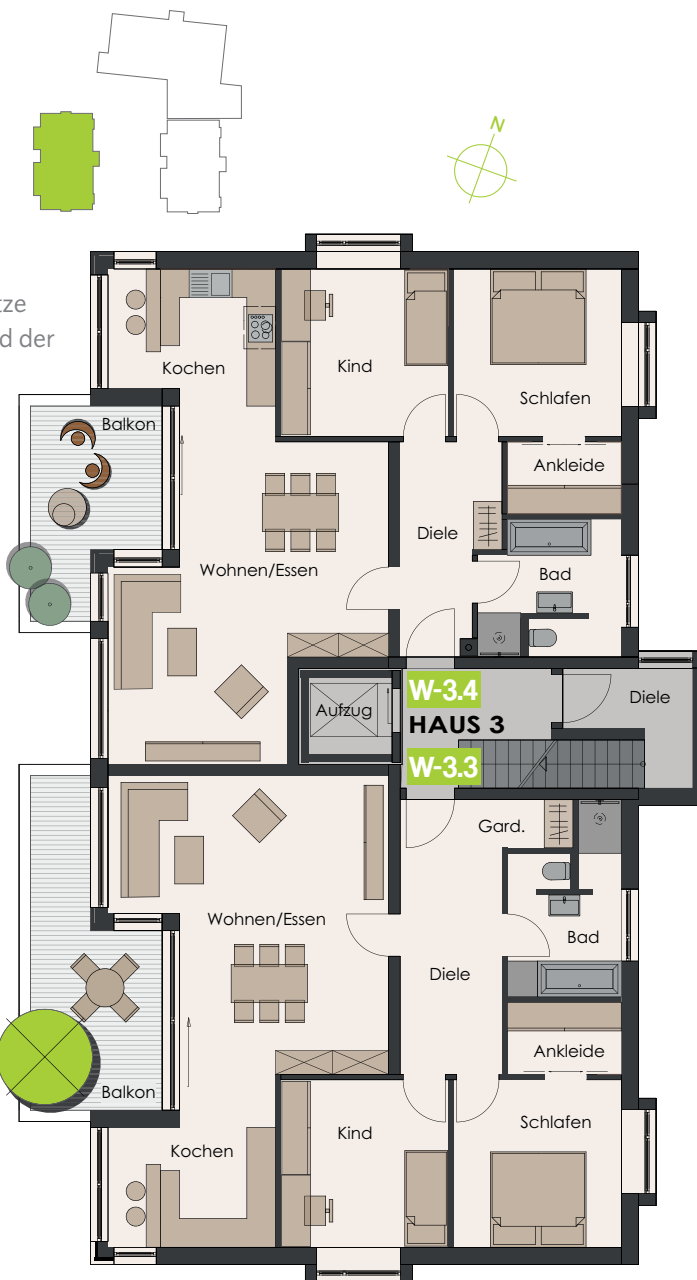 N
tze
d der
Kochen
Kind
Schlafen
Balkon
Ankleide
Diele
Wohnen/Essen
Bad
W-3.4
Aufzug
HAUS 3
Diele
W-3.3
Gard.
Wohnen/Essen
Bad
Diele
Ankleide
Balkon
Kochen
Kind
Schlafen